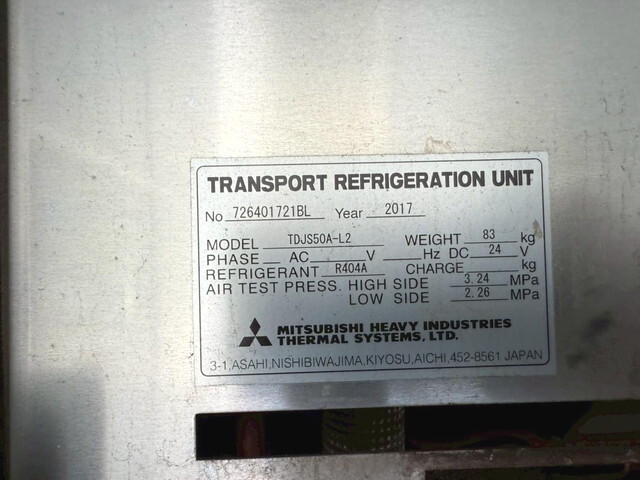 TRANSPORT REFRIGERATION UNIT
No 726401721BL Year 2017
MODEL TDJS50A-L2 WEIGHT 83 kg
PHASE AC V Hz DC 24 V
REFRIGERANT R404A CHARGE kg
AIR TEST PRESS. HIGH SIDE 3.24 MPa
LOW SIDE 2.26 MPa
MITSUBISHI HEAVY INDUSTRIES
THERMAL SYSTEMS, LTD.
3-1, ASAHI, NISHIBIWAJIMA, KIYOSU, AICHI, 452-8561 JAPAN